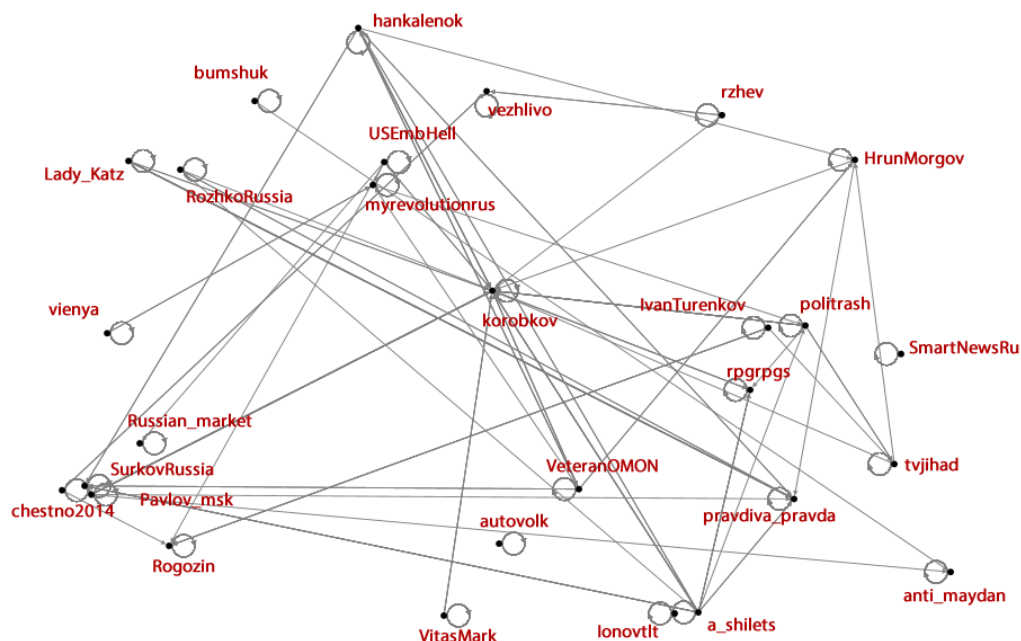 hankalenok
bumshuk
vezhlivo
rzhev
USEmbHell
Lady_Katz
RozhkoRussia
myrevolutionrus
HrunMorgov
vienya
korobkov
IvanTurenkov
politrash
SmartNewsRu
rpgrpgs
Russian_market
SurkovRussia
VeteranOMON
tvjihad
chestno2014
Pavlov_msk
pravdiva_pravda
autovolk
Rogozin
anti_maydan
VitasMark
lonovtlt
a_shilets